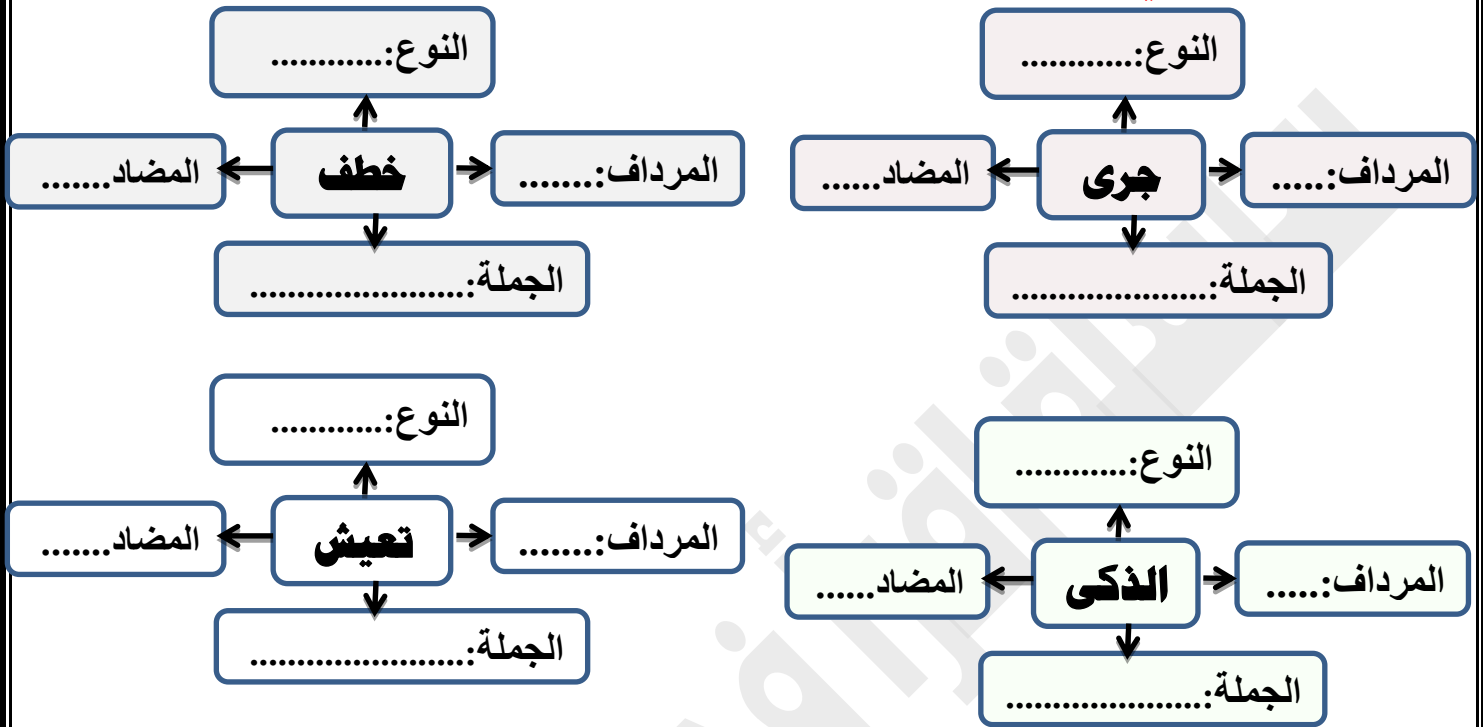 النوع:............
المرداف:.....
جرى
المضاد......
الجملة:.....................
النوع:............
المرداف:.......
خطف
المضاد.......
الجملة:.......................
النوع:............
المرداف:.....
الذكى
المضاد......
الجملة:.....................
النوع:............
المرداف:.......
تعيش
المضاد.......
الجملة:.......................